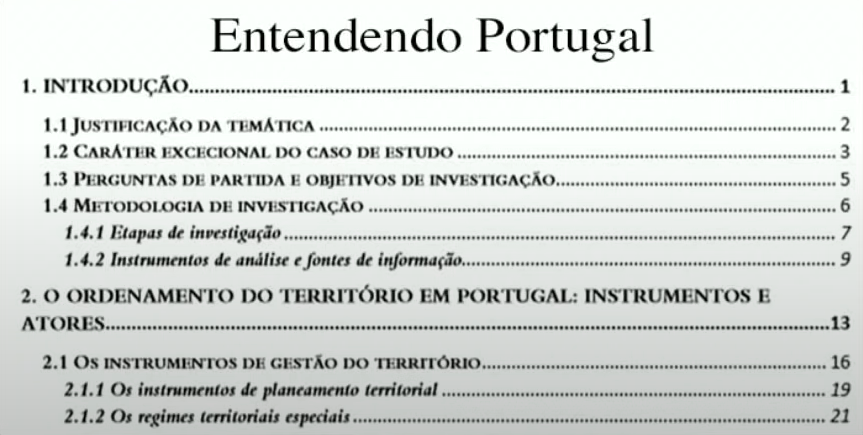 Entendendo Portugal
1. INTRODUÇÃO........................................................ 1
1.1 JUSTIFICAÇÃO DA TEMÁTICA ........................................................ 2
1.2 CARÁTER EXCECIONAL DO CASO DE ESTUDO ........................................................ 3
1.3 PERGUNTAS DE PARTIDA E OBJETIVOS DE INVESTIGAÇÃO........................................................ 5
1.4 METODOLOGIA DE INVESTIGAÇÃO ........................................................ 6
1.4.1 Etapas de investigação ........................................................ 7
1.4.2 Instrumentos de análise e fontes de informação........................................................ 9
2. O ORDENAMENTO DO TERRITÓRIO EM PORTUGAL: INSTRUMENTOS E
ATORES........................................................13
2.1 OS INSTRUMENTOS DE GESTÃO DO TERRITÓRIO........................................................ 16
2.1.1 Os instrumentos de planeamento territorial ........................................................ 19
2.1.2 Os regimes territoriais especiais ........................................................ 21